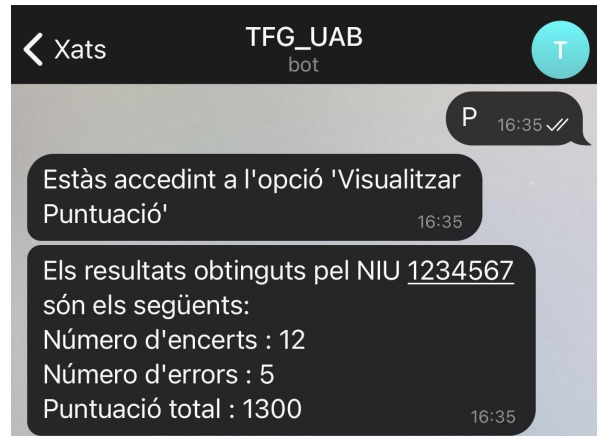 Xats
TFG_UAB
bot
T
P 16:35
Estàs accedint a l'opció 'Visualitzar
Puntuació'
16:35
Els resultats obtinguts pel NIU 1234567
són els següents:
Número d'encerts : 12
Número d'errors : 5
Puntuació total : 1300
16:35